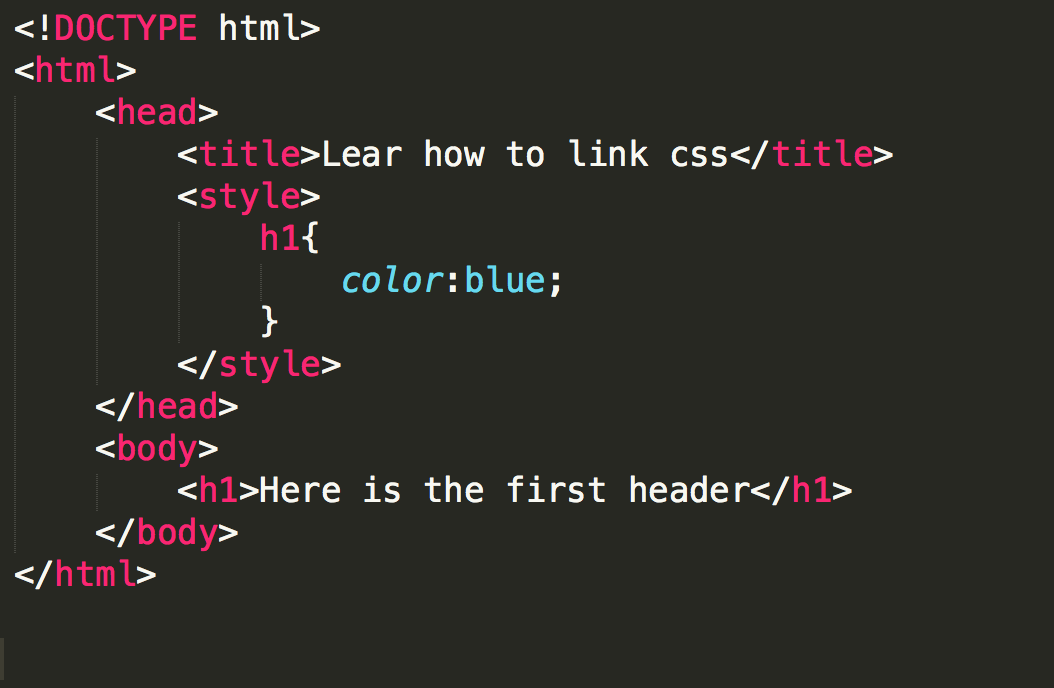 <!DOCTYPE html>
<html>
    <head>
        <title>Lear how to link css</title>
        <style>
            h1{
                color:blue;
            }
        </style>
    </head>
    <body>
        <h1>Here is the first header</h1>
    </body>
</html>